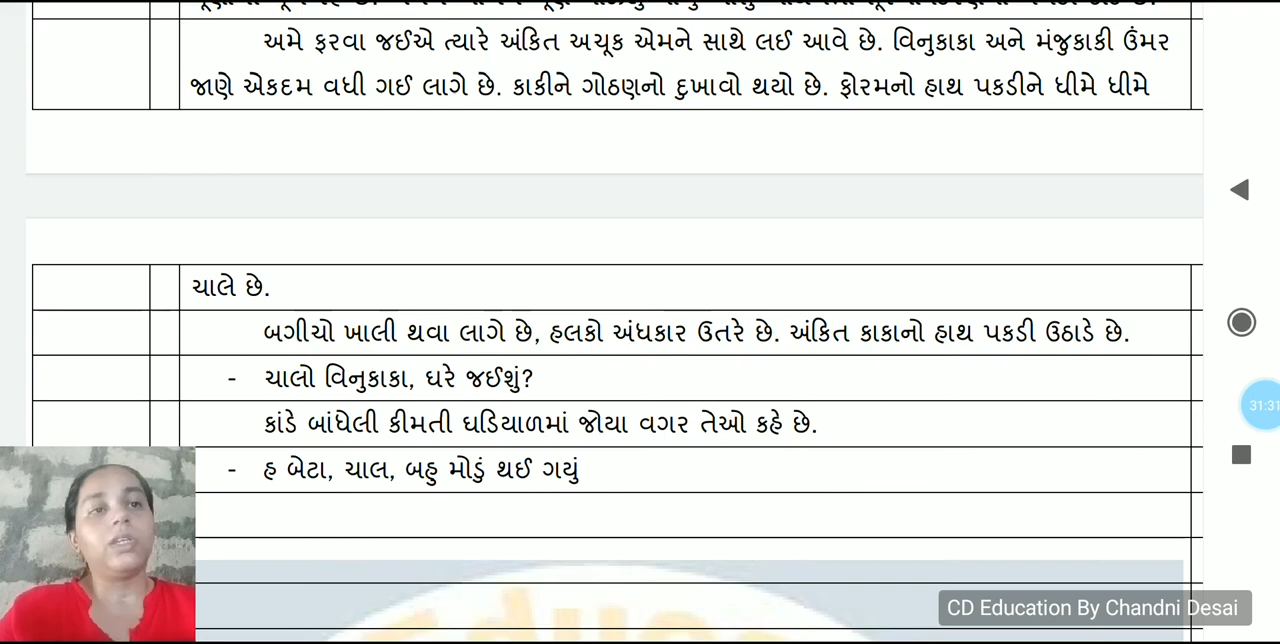 અમે ફરવા જઈએ ત્યારે અંકિત અચૂક એમને સાથે લઈ આવે છે. વિનુકાકા અને મંજુકાકી ઉંમર
જાણે એકદમ વધી ગઈ લાગે છે. કાકીને ગોઠણનો દુખાવો થયો છે. ફોરમનો હાથ પકડીને ધીમે ધીમે
ચાલે છે.
બગીચો ખાલી થવા લાગે છે, હલકો અંધકાર ઉતરે છે. અંકિત કાકાનો હાથ પકડી ઉઠાડે છે.
- ચાલો વિનુકાકા, ઘરે જઈશું?
કાંડે બાંધેલી કીમતી ઘડિયાળમાં જોયા વગર તેઓ કહે છે.
- હ બેટા, ચાલ, બહુ મોડું થઈ ગયું
31:31
CD Education By Chandni Desai